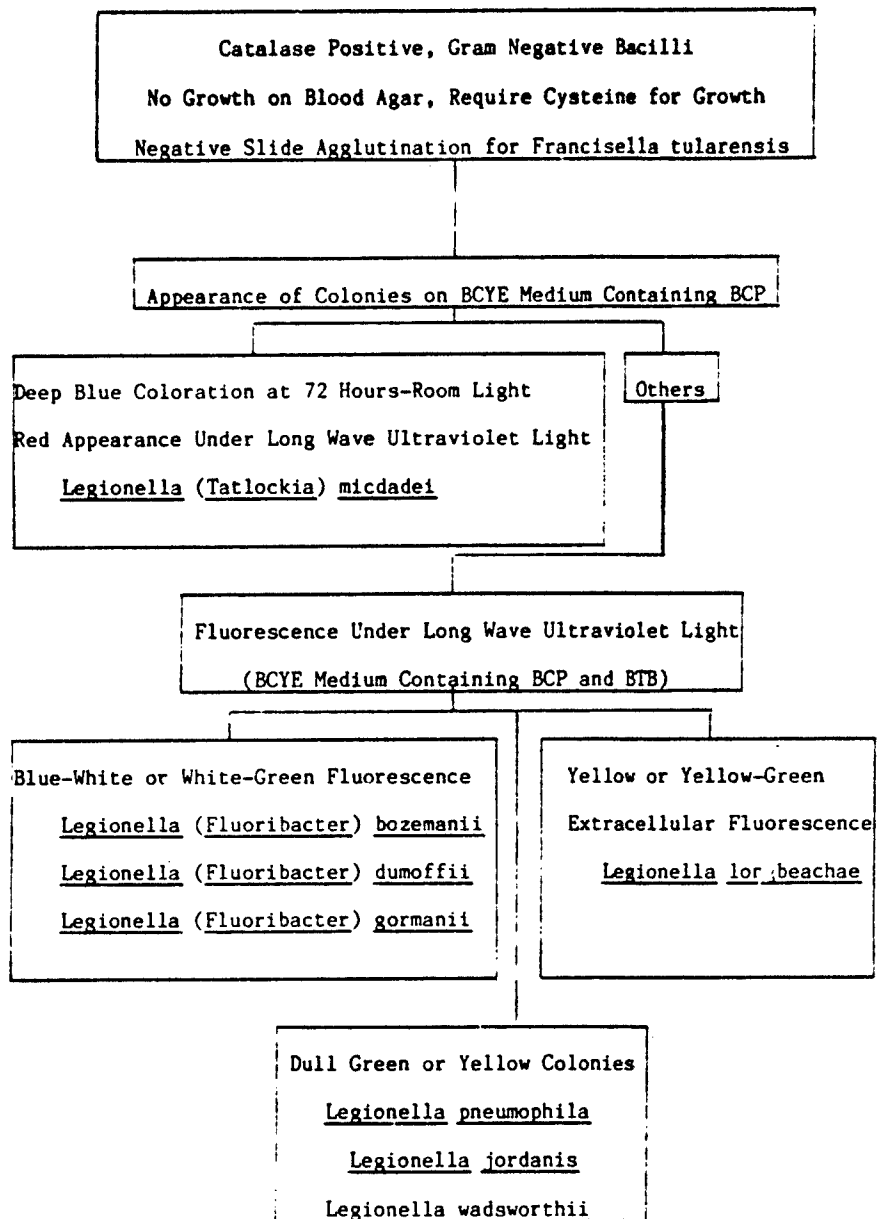 Catalase Positive, Gram Negative Bacilli
No Growth on Blood Agar, Require Cysteine for Growth
Negative Slide Agglutination for Francisella tularensis
Appearance of Colonies on BCYE Medium Containing BCP
Deep Blue Coloration at 72 Hours-Room Light
Red Appearance Under Long Wave Ultraviolet Light
Legionella (Tatlockia) micdadei
Others
Fluorescence Under Long Wave Ultraviolet Light
(BCYE Medium Containing BCP and BTB)
Blue-White or White-Green Fluorescence
Legionella (Fluoribacter) bozemanii
Legionella (Fluoribacter) dumoffii
Legionella (Fluoribacter) gormanii
Yellow or Yellow-Green
Extracellular Fluorescence
Legionella lor beachae
Dull Green or Yellow Colonies
Legionella pneumophila
Legionella jordanis
Legionella wadsworthii